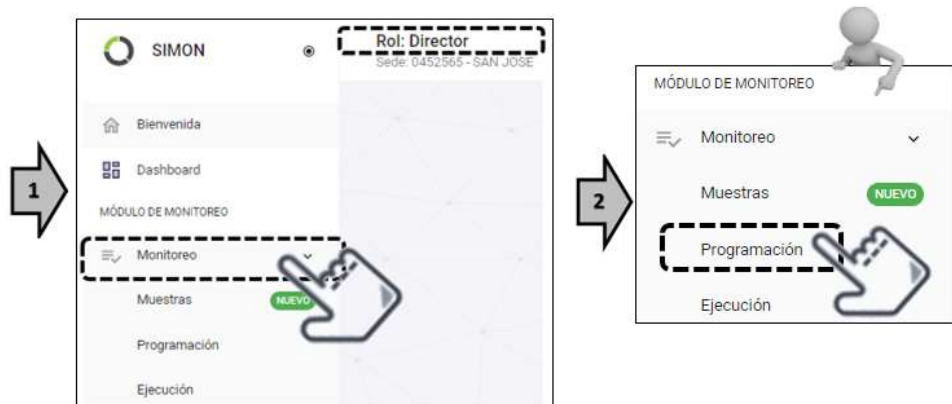 SIMON
Rol: Director
Sede: 0452565 - SAN JOSE
Bienvenida
Dashboard
MÓDULO DE MONITOREO
Monitoreo
Muestras NUEVO
Programación
Ejecución
1
MÓDULO DE MONITOREO
Monitoreo
Muestras NUEVO
Programación
Ejecución
2